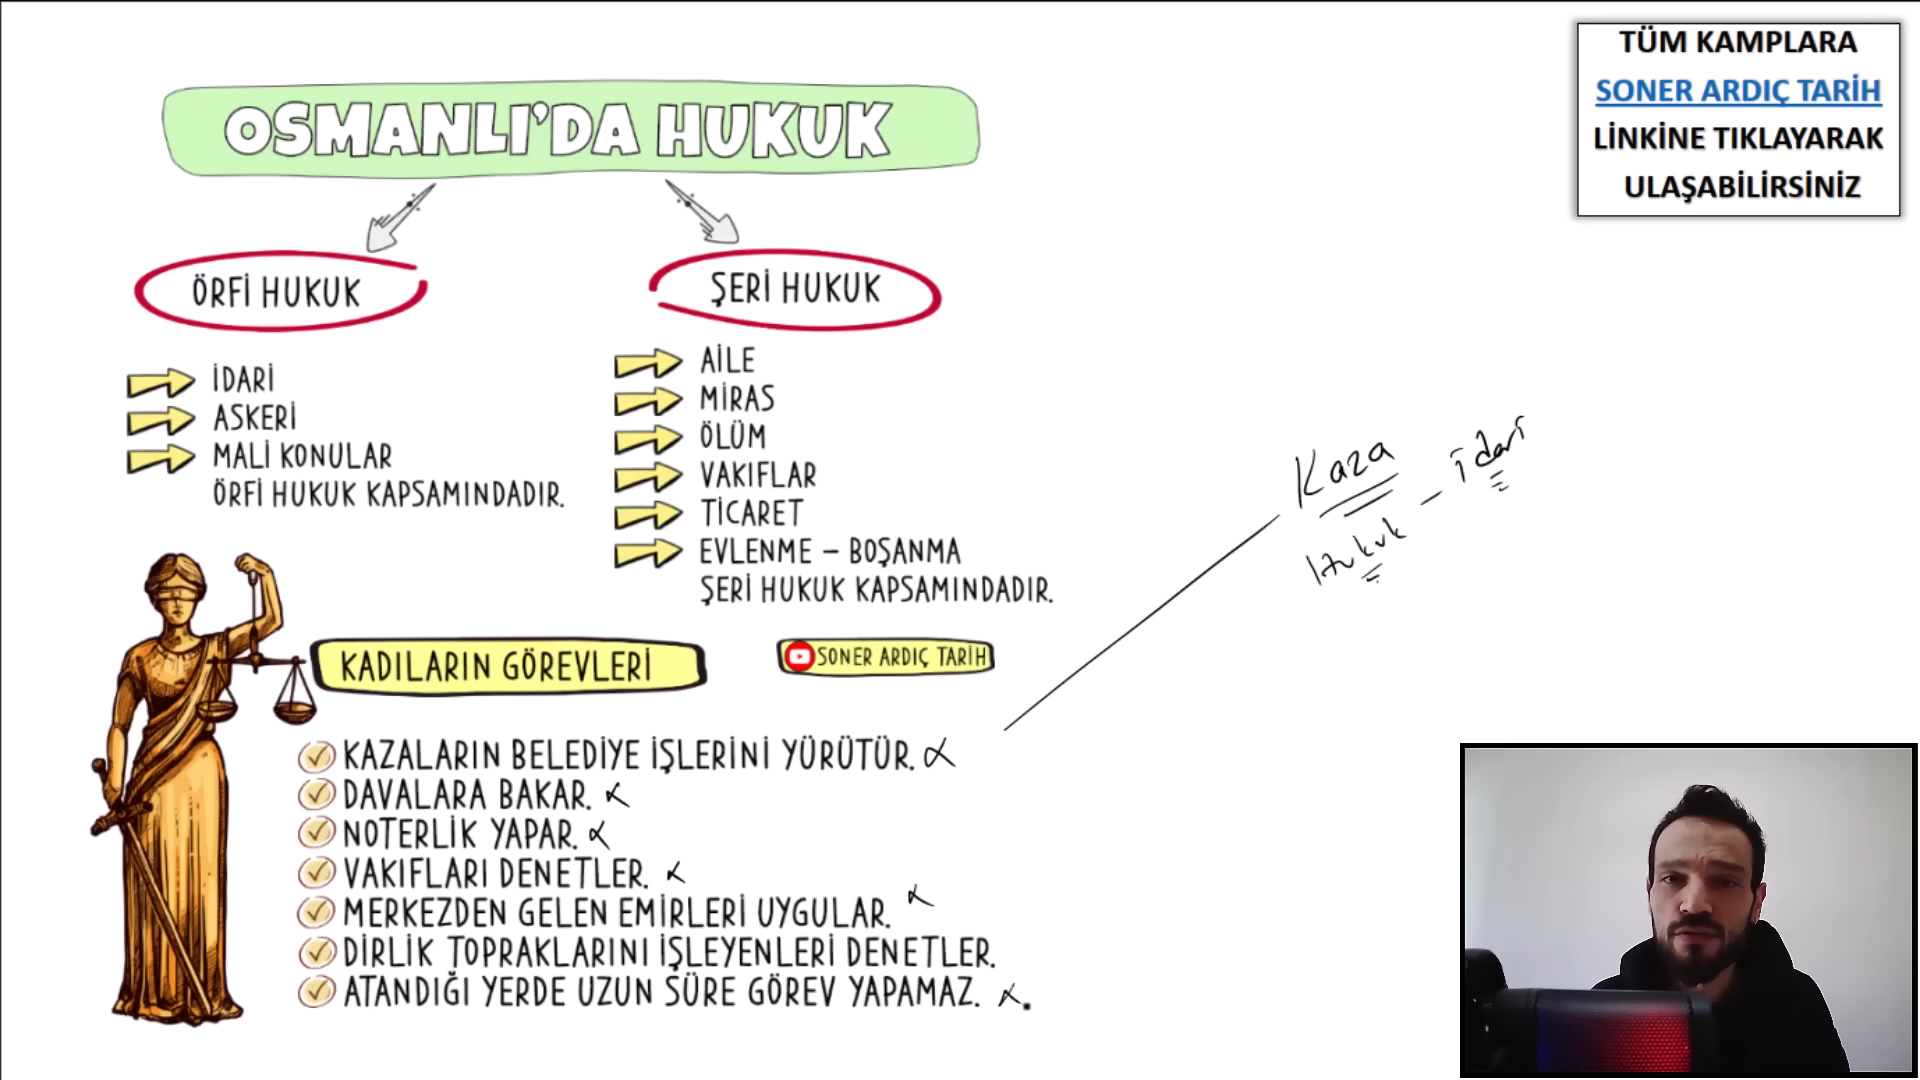 TÜM KAMPLARA
SONER ARDIÇ TARİH
LİNKİNE TIKLAYARAK
ULAŞABİLİRSİNİZ
OSMANLI'DA HUKUK
ÖRFİ HUKUK
İDARİ
ASKERİ
MALİ KONULAR
ÖRFİ HUKUK KAPSAMINDADIR.
ŞERİ HUKUK
AİLE
MİRAS
ÖLÜM
VAKIFLAR
TİCARET
EVLENME – BOŞANMA
ŞERİ HUKUK KAPSAMINDADIR.
Kaza
Hukuk – idari
KADILARIN GÖREVLERİ
SONER ARDIÇ TARİH
KAZALARIN BELEDİYE İŞLERİNİ YÜRÜTÜR.
DAVALARA BAKAR.
NOTERLİK YAPAR.
VAKIFLARI DENETLER.
MERKEZDEN GELEN EMİRLERİ UYGULAR.
DİRLİK TOPRAKLARINI İŞLEYENLERİ DENETLER.
ATANDIĞI YERDE UZUN SÜRE GÖREV YAPAMAZ.